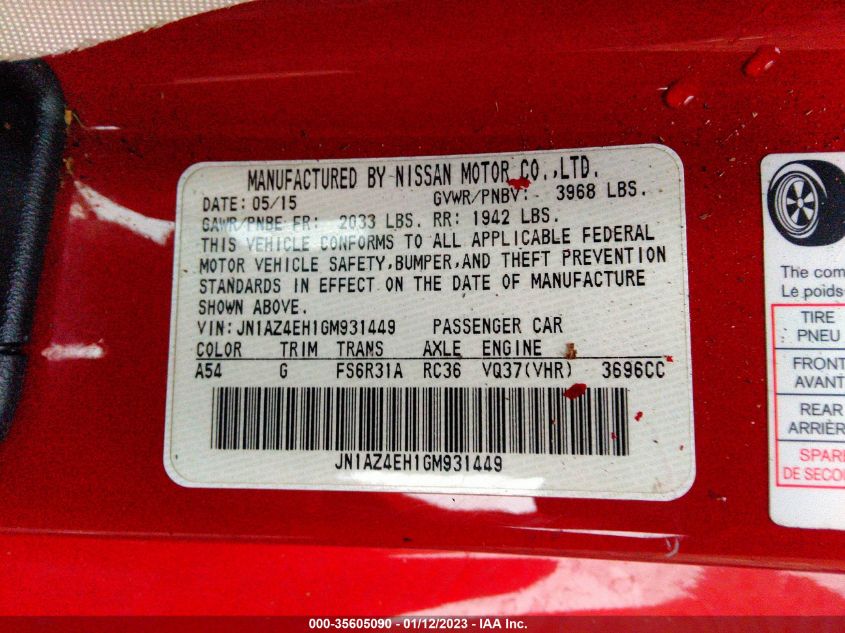 MANUFACTURED BY NISSAN MOTOR CO.,LTD.
DATE: 05/15 GVWR/PNBV: 3968 LBS.
GAWR/PNBE FR: 2033 LBS. RR: 1942 LBS.
THIS VEHICLE CONFORMS TO ALL APPLICABLE FEDERAL
MOTOR VEHICLE SAFETY,BUMPER,AND THEFT PREVENTION
STANDARDS IN EFFECT ON THE DATE OF MANUFACTURE
SHOWN ABOVE.
VIN:JN1AZ4EH1GM931449 PASSENGER CAR
COLOR TRIM TRANS AXLE ENGINE
A54 G FS6R31A RC36 VQ37(VHR) 3696CC
JN1AZ4EH1GM931449
The com
Le poids
TIRE
PNEU
FRONT
AVANT
REAR
ARRIÈR
SPARE
DE SECOU
000-35605090 - 01/12/2023 - IAA Inc.